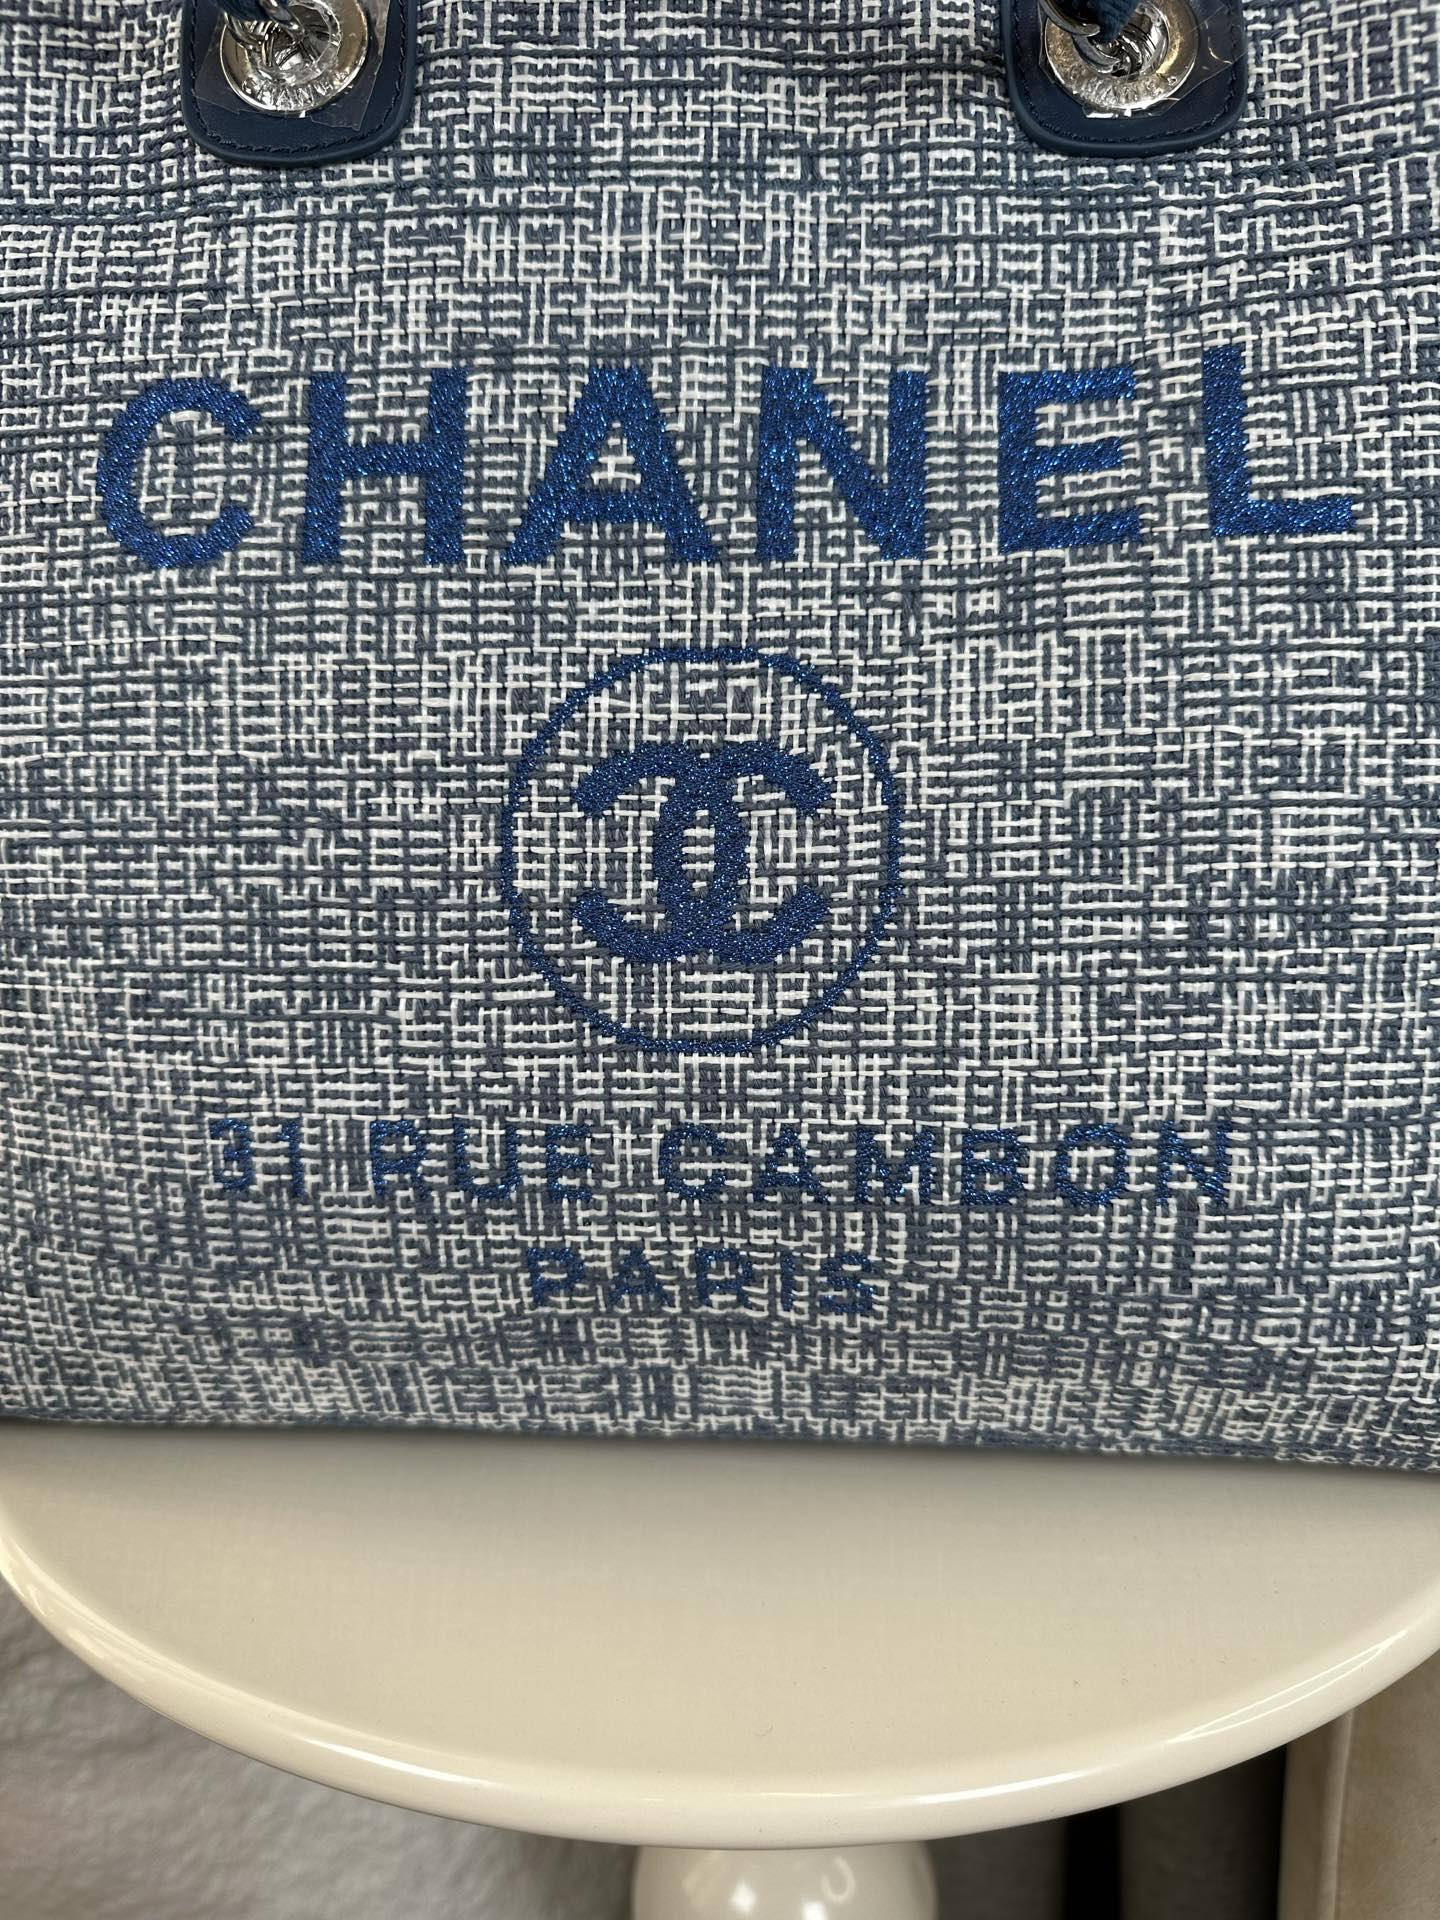 CHANEL
31 RUE CAMBON
PARIS